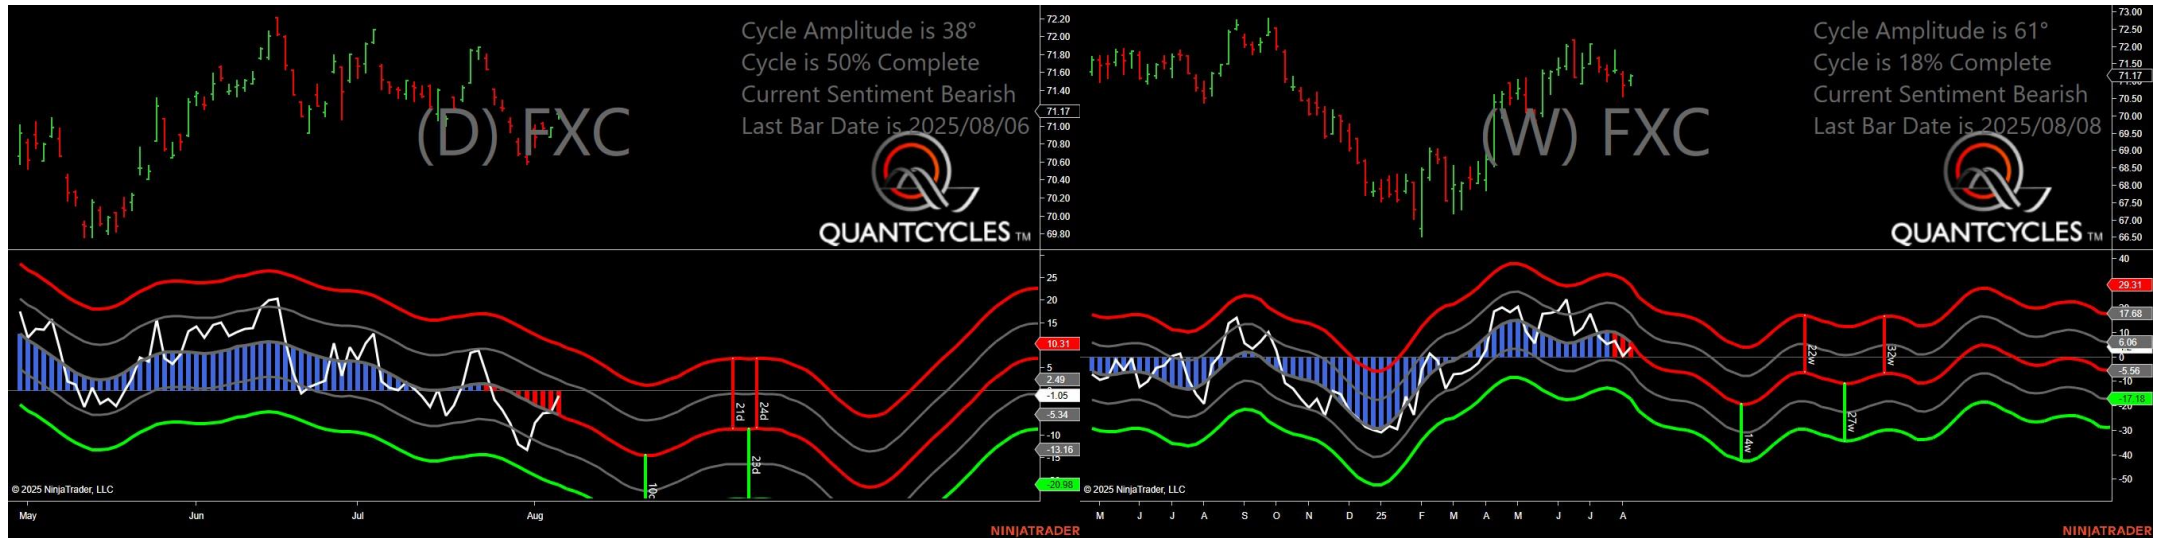 Cycle Amplitude is 38°
Cycle is 50% Complete
Current Sentiment Bearish
Last Bar Date is 2025/08/06
(D) FXC
QUANTCYCLES TM
72.20
72.00
71.80
71.60
71.40
71.17
71.00
70.80
70.60
70.40
70.20
70.00
69.80
25
20
15
10.31
5
2.49
-1.05
-5.34
-10
-13.16
-15
-20.98
21d
24d
23d
© 2025 NinjaTrader, LLC
May Jun Jul Aug
NINJATRADER
Cycle Amplitude is 61°
Cycle is 18% Complete
Current Sentiment Bearish
Last Bar Date is 2025/08/08
(W) FXC
QUANTCYCLES TM
73.00
72.50
72.00
71.50
71.17
70.50
70.00
69.50
69.00
68.50
68.00
67.50
67.00
66.50
40
29.31
17.68
10
6.06
0
-5.56
-10
-17.18
-30
-40
-50
22w
32w
14w
27w
© 2025 NinjaTrader, LLC
M J J A S O N D 25 F M A M J J A
NINJATRADER